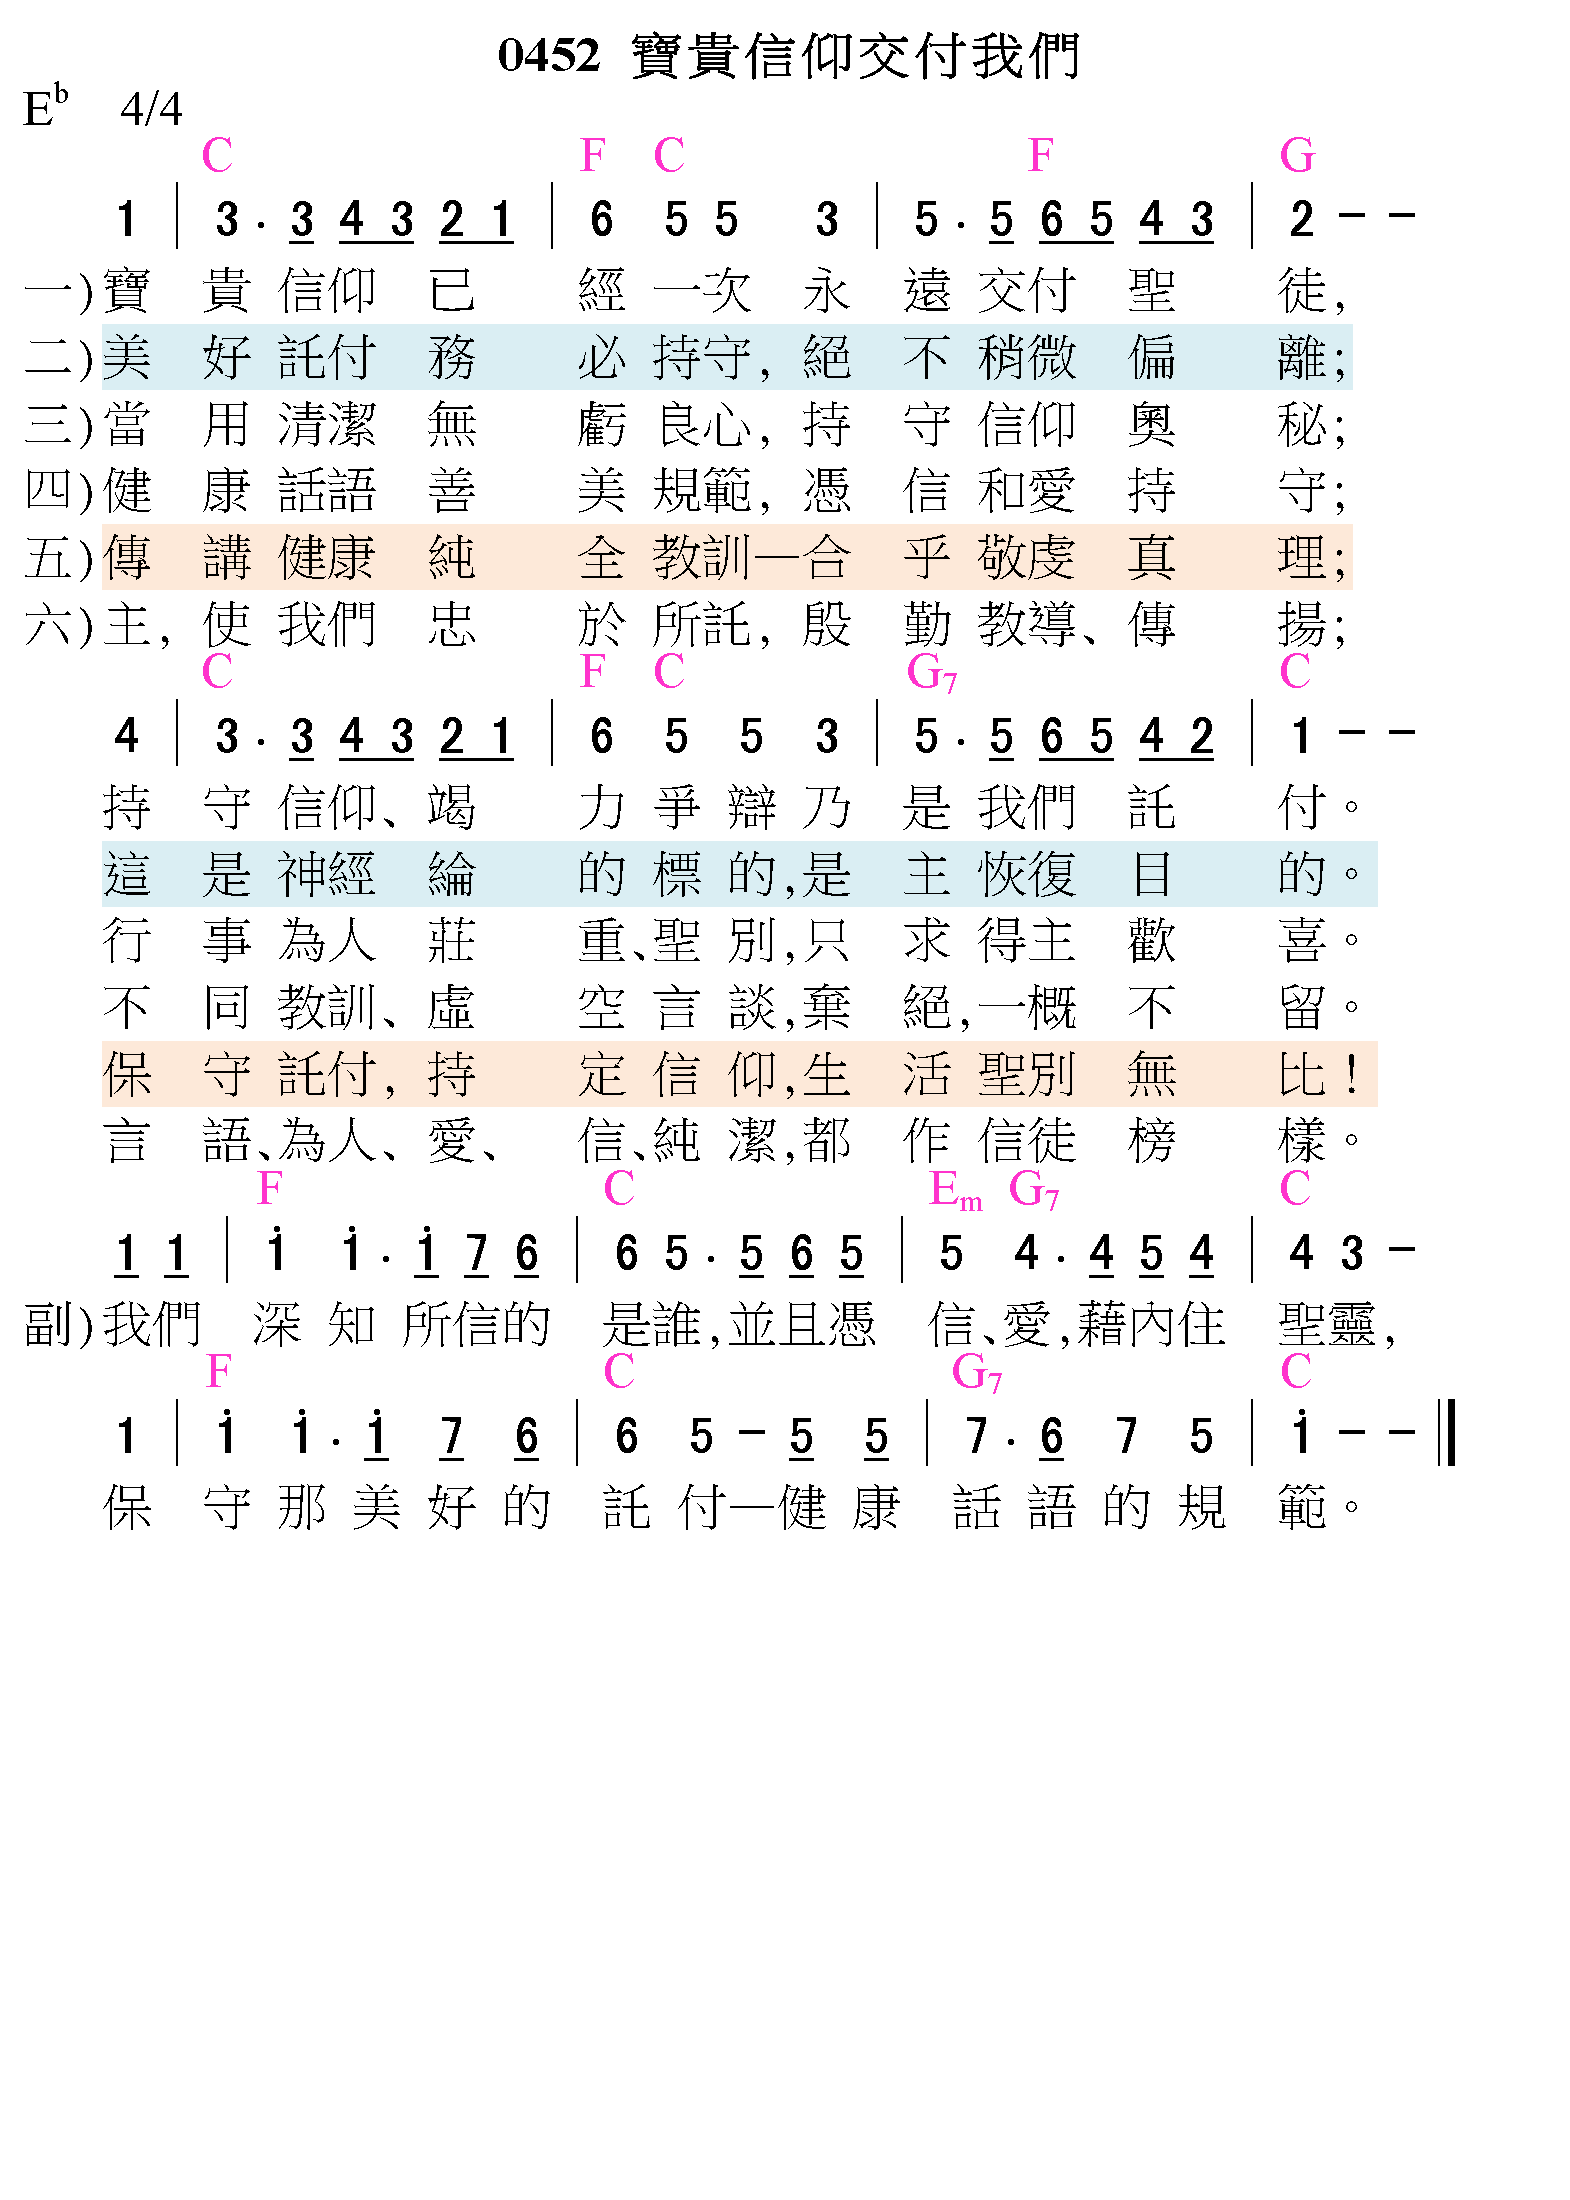 0452 寶貴信仰交付我們
E♭ 4/4
C F C F G
1 | 3 . 3 4 3 2 1 | 6 5 5 3 | 5 . 5 6 5 4 3 | 2 - -
一)寶 貴 信仰 已 經 一次 永 遠 交付 聖 徒,
二)美 好 託付 務 必 持守, 絕 不 稍微 偏 離;
三)當 用 清潔 無 虧 良心, 持 守 信仰 奧 秘;
四)健 康 話語 善 美 規範, 憑 信 和愛 持 守;
五)傳 講 健康 純 全 教訓—合 乎 敬虔 真 理;
六)主, 使 我們 忠 於 所託, 殷 勤 教導、傳 揚;
C F C G7 C
4 | 3 . 3 4 3 2 1 | 6 5 5 3 | 5 . 5 6 5 4 2 | 1 - -
持 守 信仰、竭 力 爭 辯 乃 是 我們 託 付。
這 是 神經 綸 的 標 的,是 主 恢復 目 的。
行 事 為人 莊 重、聖 別,只 求 得主 歡 喜。
不 同 教訓、虛 空 言 談,棄 絕,一概 不 留。
保 守 託付, 持 定 信 仰,生 活 聖別 無 比!
言 語、為人、愛、 信、純 潔,都 作 信徒 榜 樣。
F C Em G7 C
1 1 | i i . i 7 6 | 6 5 . 5 6 5 | 5 4 . 4 5 4 | 4 3 -
副)我們 深 知 所信的 是誰,並且憑 信、愛,藉內住 聖靈,
F C G7 C
1 | i i . i 7 6 | 6 5 - 5 5 | 7 . 6 7 5 | i - - ‖
保 守 那 美 好 的 託 付—健 康 話 語 的 規 範。